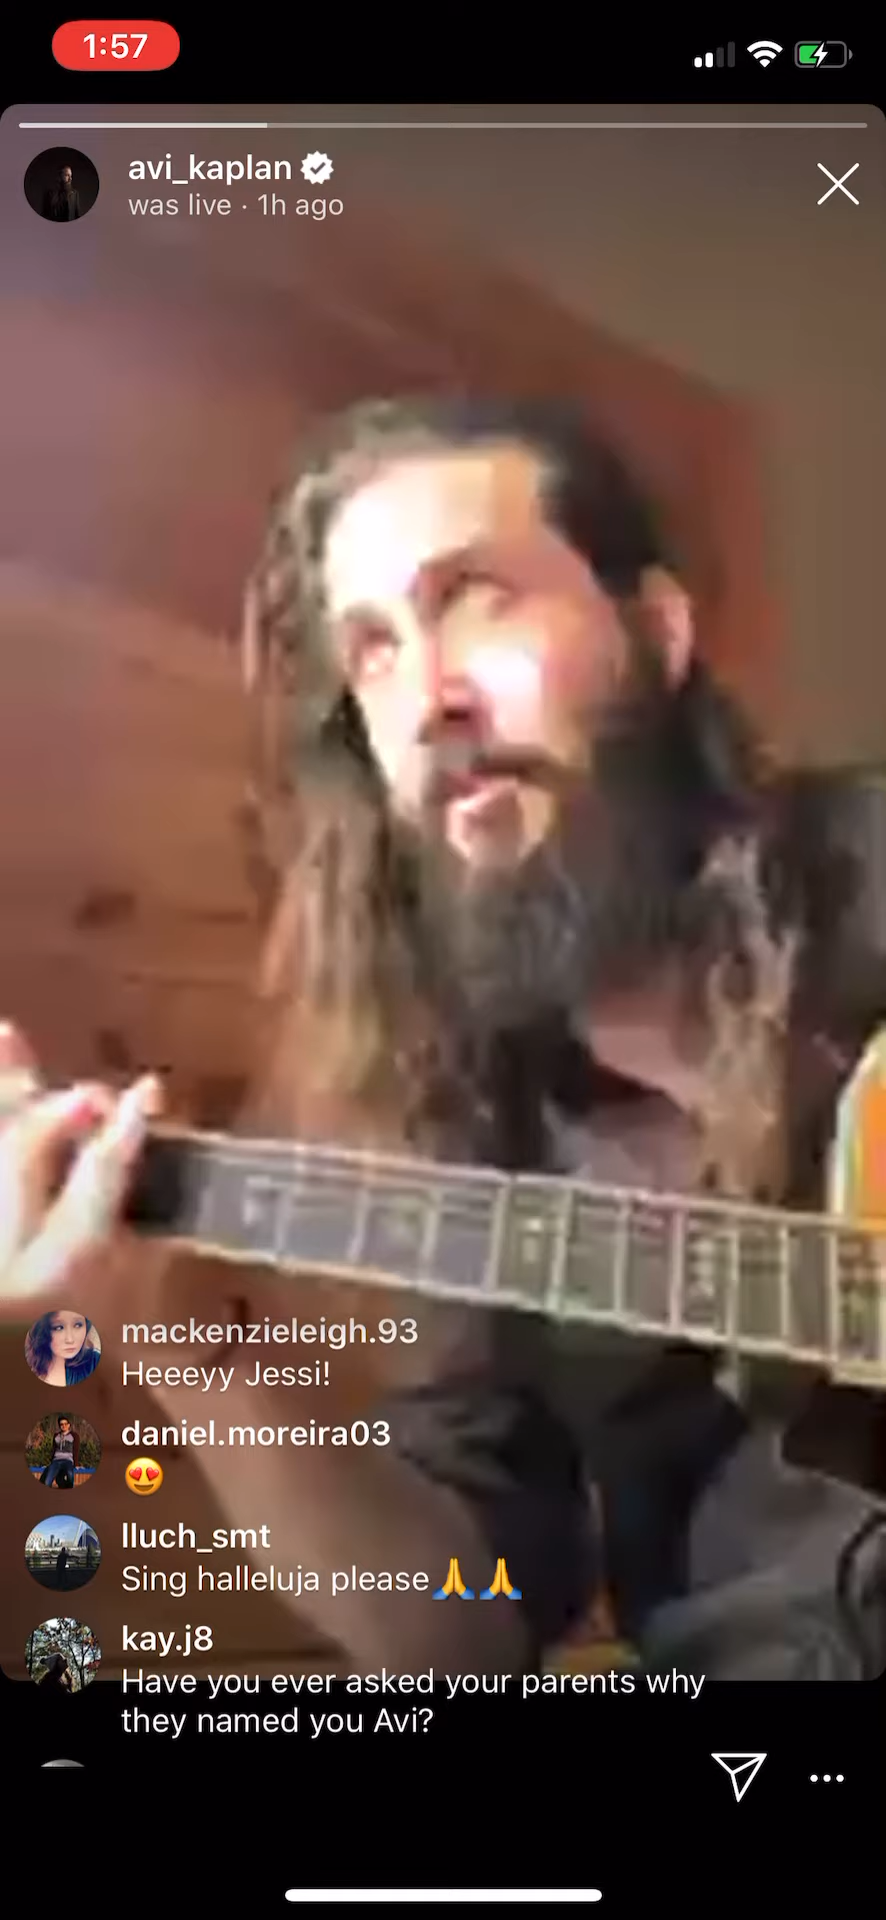 1:57
avi_kaplan
was live · 1h ago
mackenzieleigh.93
Heeeyy Jessi!
daniel.moreira03
😍
lluch_smt
Sing halleluja please🙏🙏
kay.j8
Have you ever asked your parents why
they named you Avi?